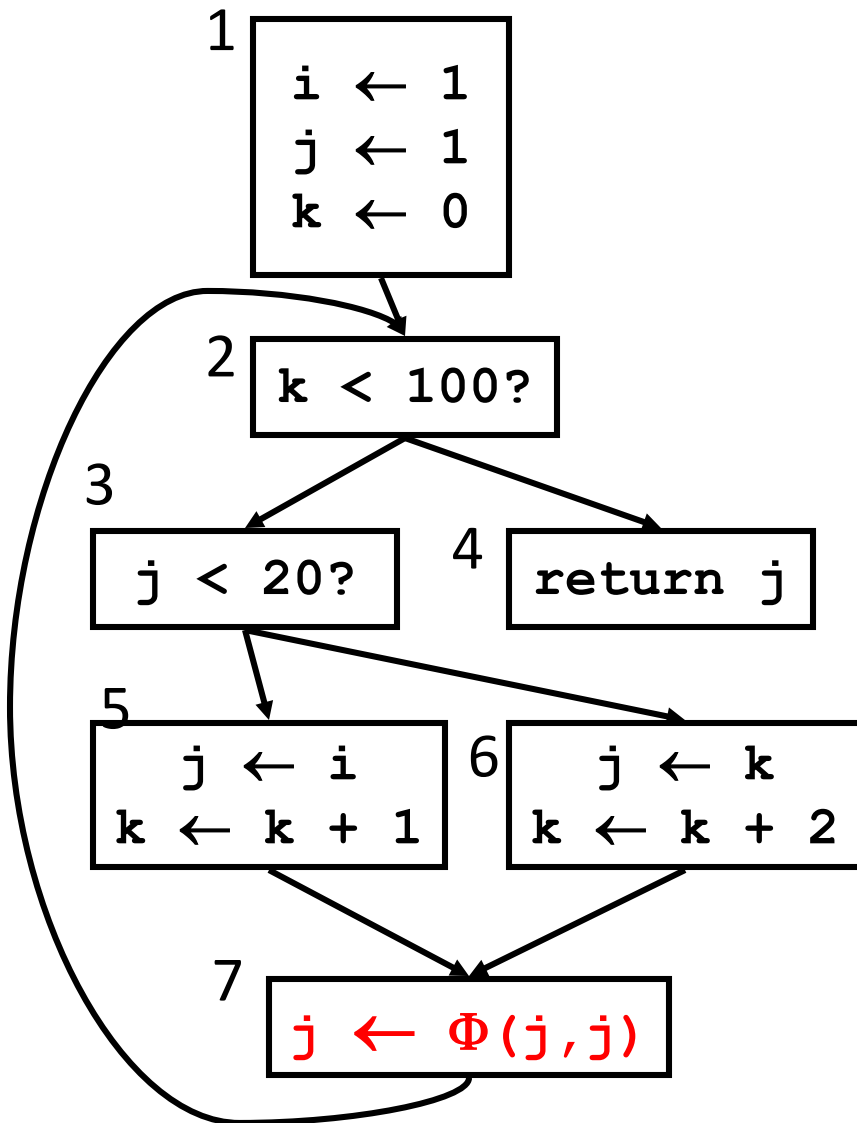 1
i ← 1
j ← 1
k ← 0
2
k < 100?
3
j < 20?
4
return j
5
j ← i
k ← k + 1
6
j ← k
k ← k + 2
7
j ← Φ(j,j)